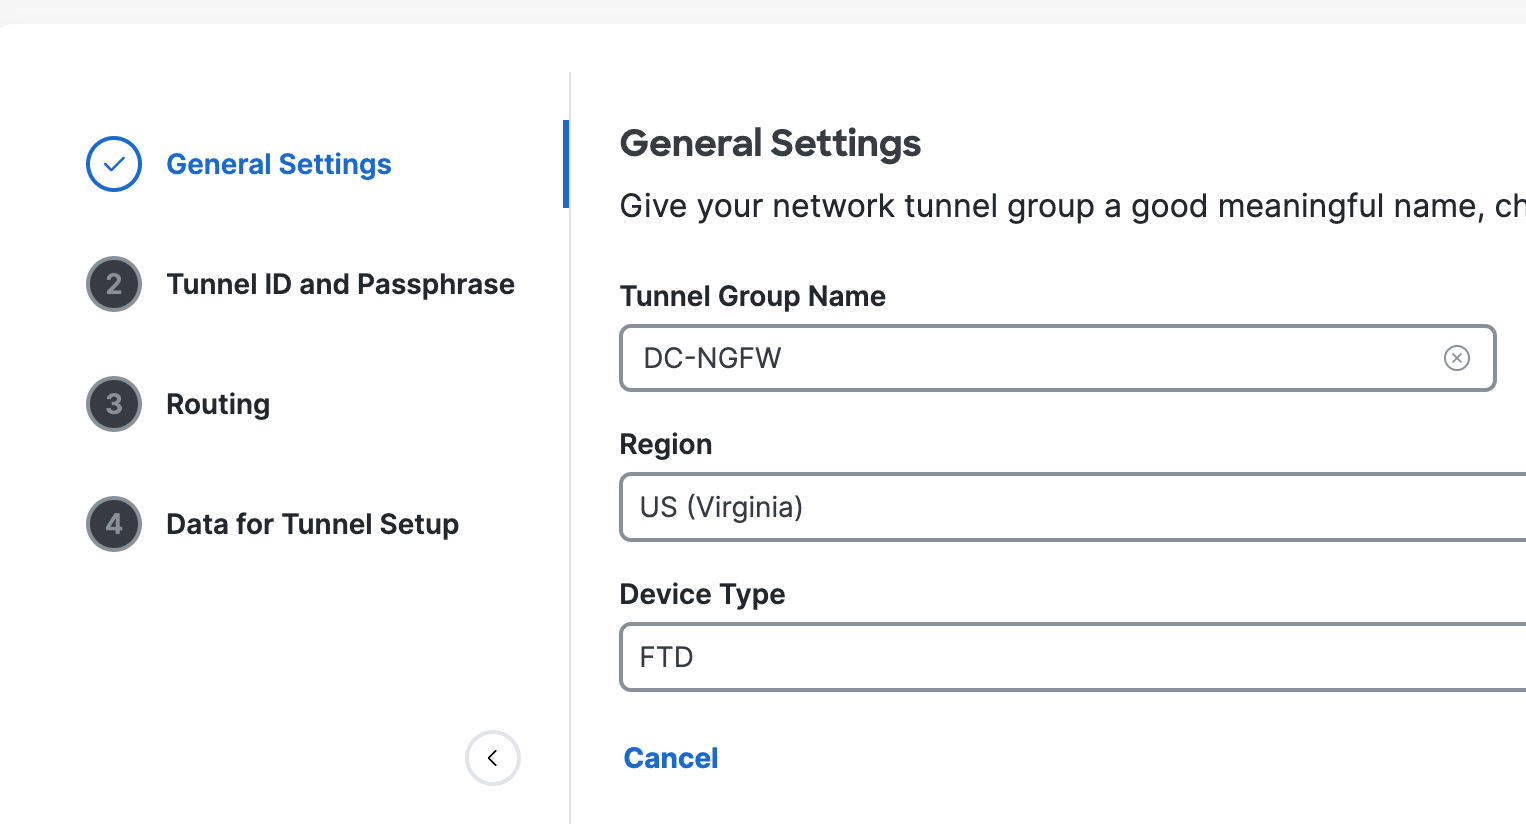 General Settings
2 Tunnel ID and Passphrase
3 Routing
4 Data for Tunnel Setup
General Settings
Give your network tunnel group a good meaningful name, ch
Tunnel Group Name
DC-NGFW
Region
US (Virginia)
Device Type
FTD
Cancel